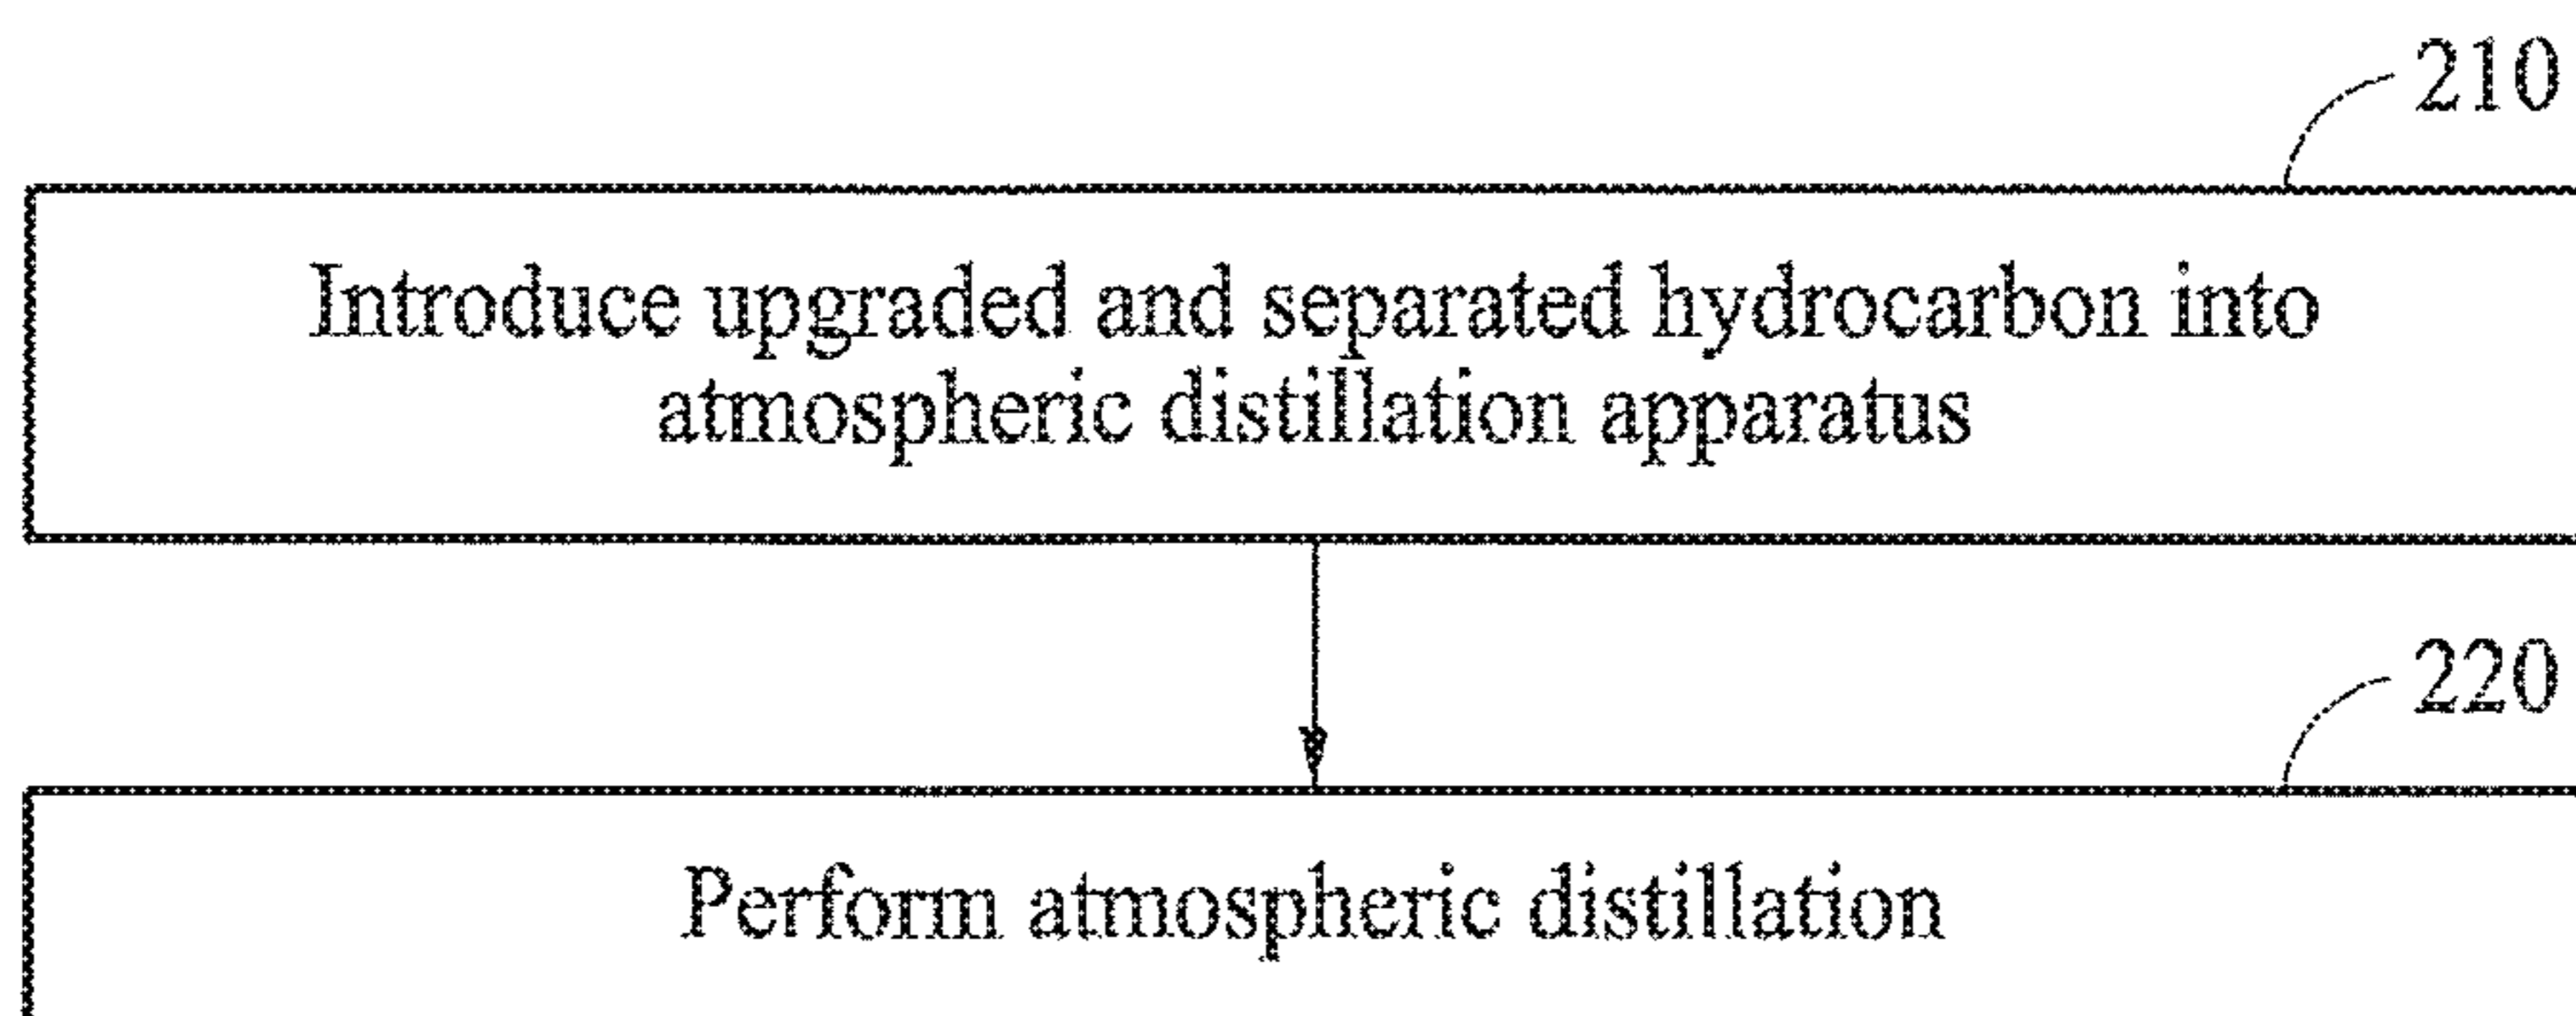 210
Introduce upgraded and separated hydrocarbon into
atmospheric distillation apparatus
220
Perform atmospheric distillation